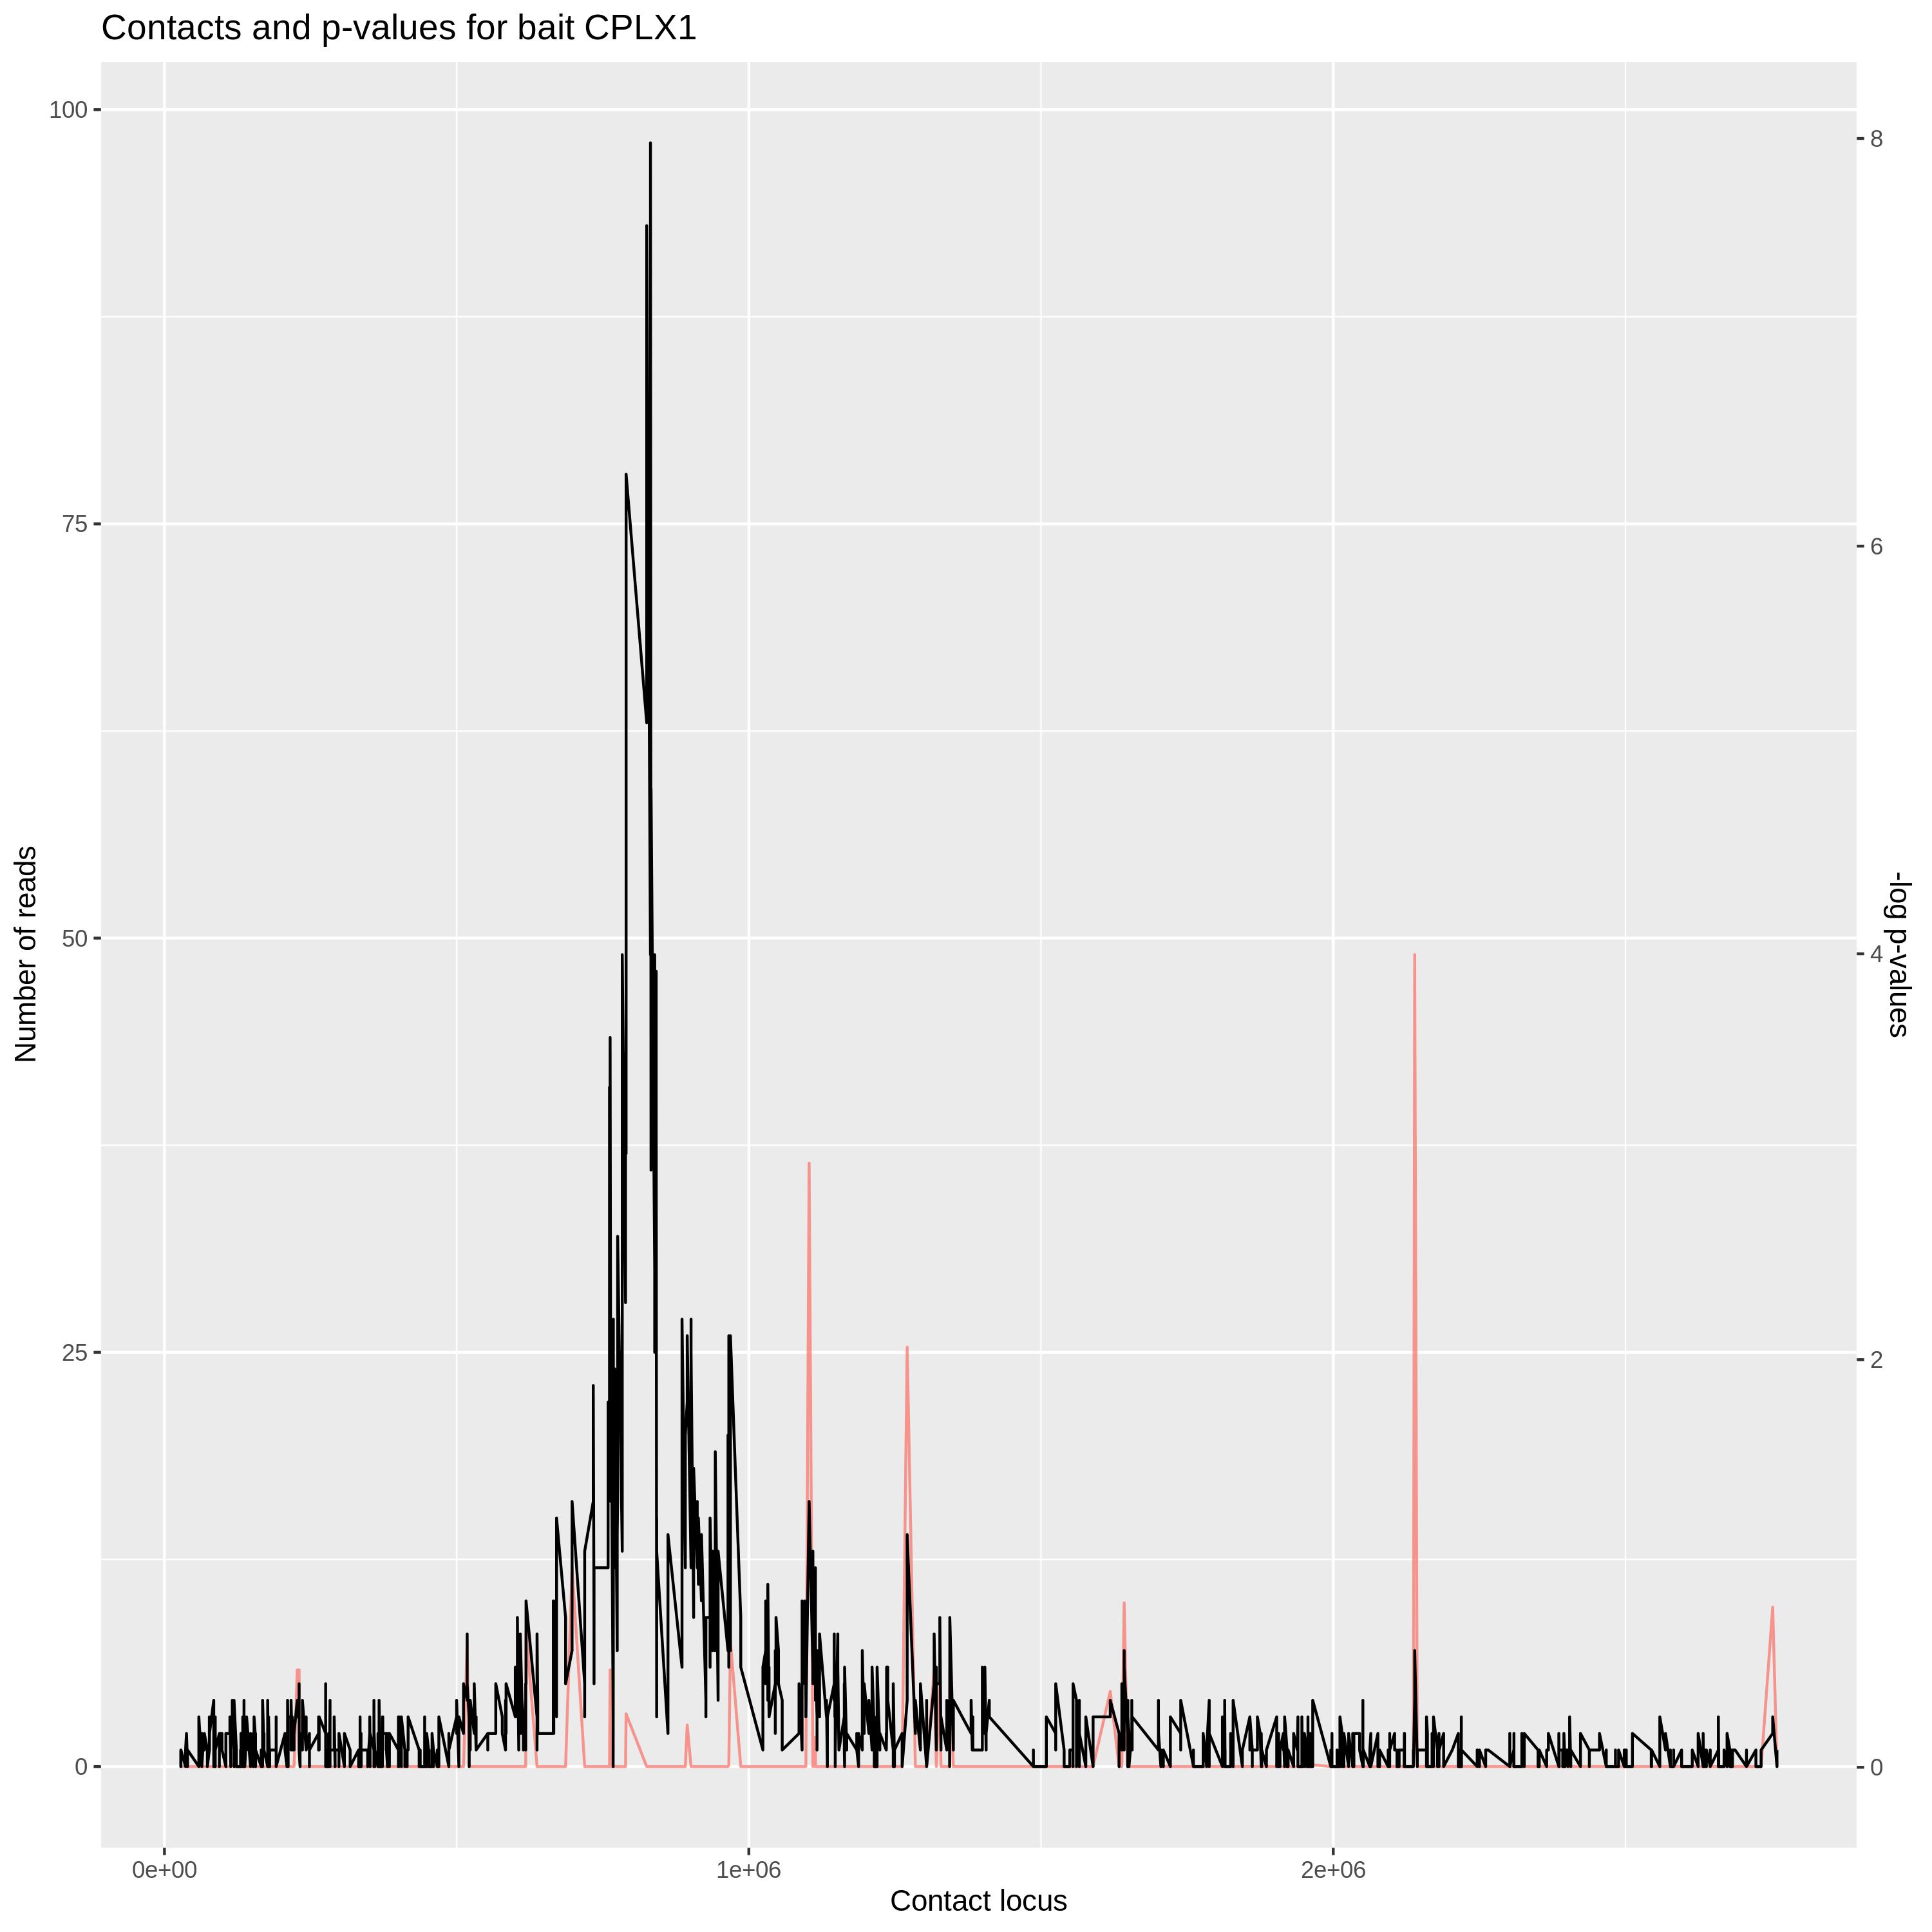 Contacts and p-values for bait CPLX1
100
75
50
25
0
Number of reads
8
6
4
2
0
-log p-values
0e+00
1e+06
2e+06
Contact locus